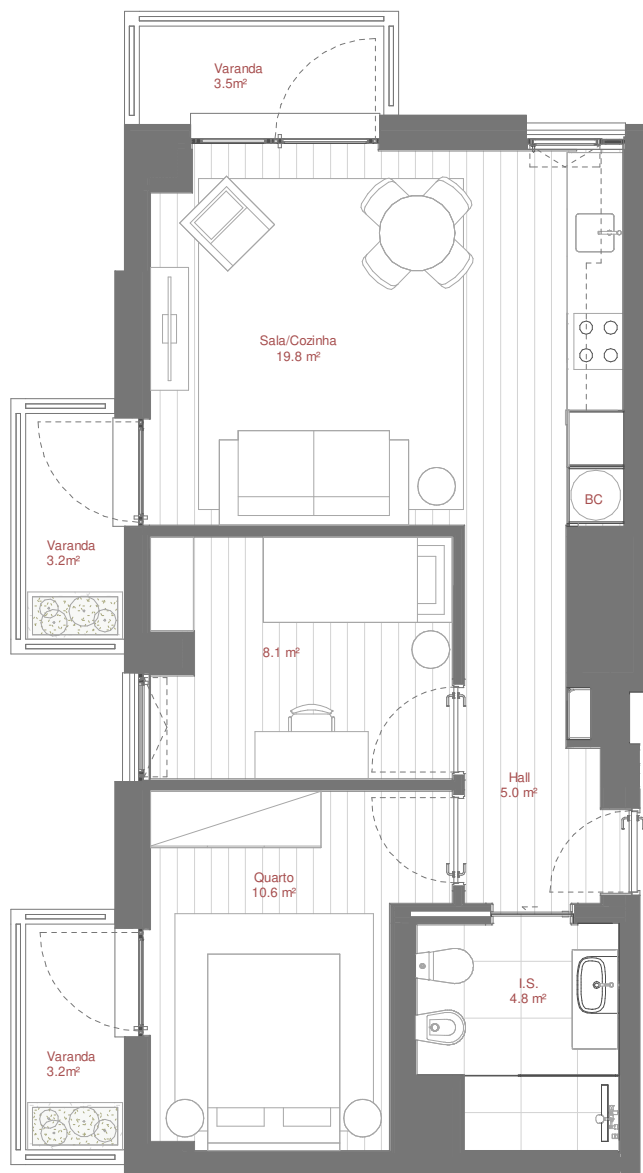 Varanda
3.5m²
Sala/Cozinha
19.8 m²
BC
Varanda
3.2m²
8.1 m²
Hall
5.0 m²
Quarto
10.6 m²
I.S.
4.8 m²
Varanda
3.2m²